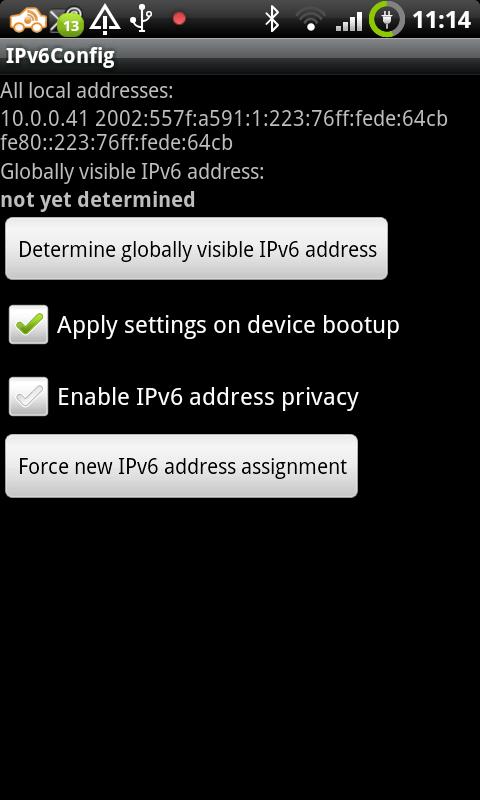 13
11:14
IPv6Config
All local addresses:
10.0.0.41 2002:557f:a591:1:223:76ff:fede:64cb
fe80::223:76ff:fede:64cb
Globally visible IPv6 address:
not yet determined
Determine globally visible IPv6 address
Apply settings on device bootup
Enable IPv6 address privacy
Force new IPv6 address assignment